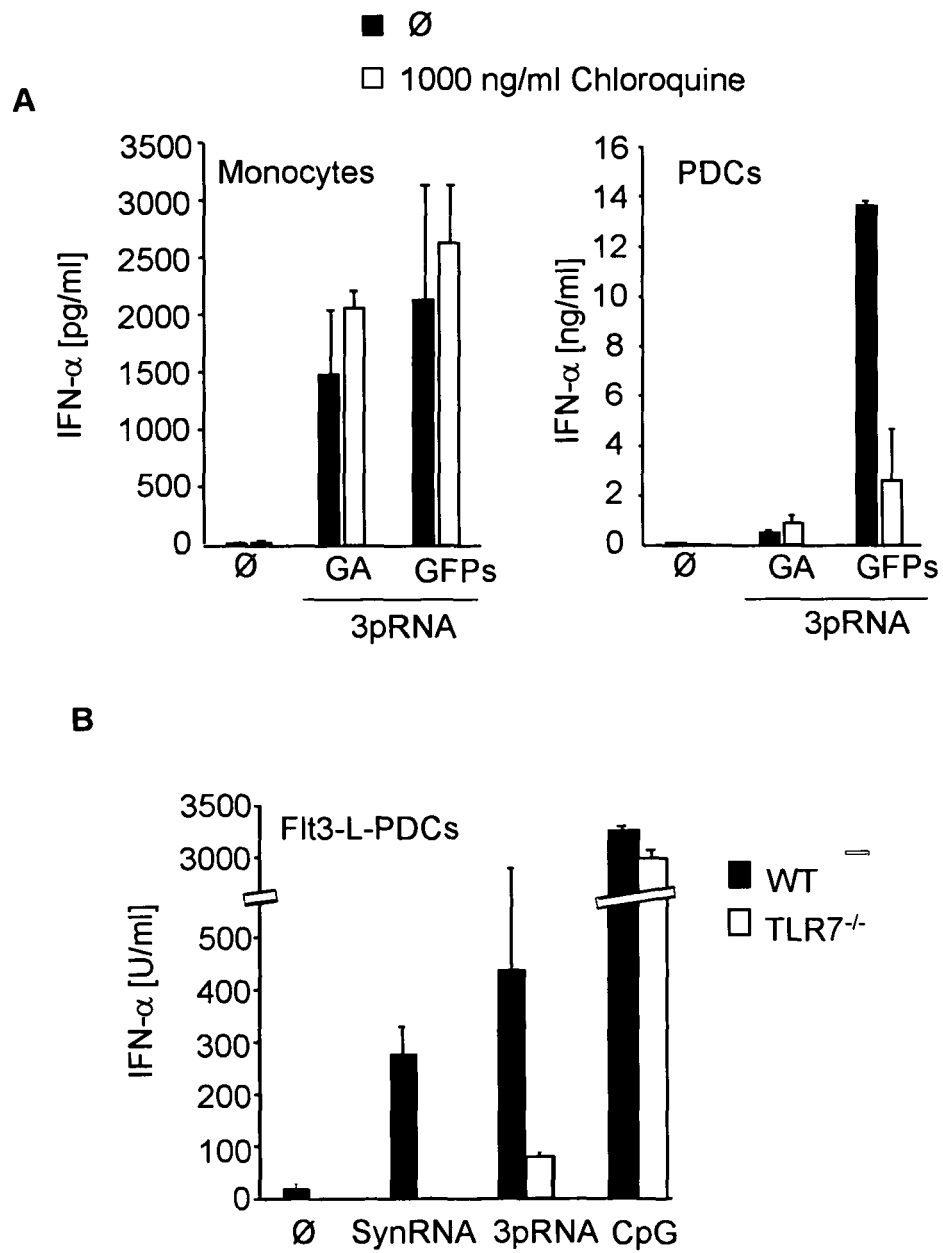 Ø
1000 ng/ml Chloroquine
A
Monocytes
IFN-α [pg/ml]
3500
3000
2500
2000
1500
1000
500
0
Ø
GA
GFPs
3pRNA
PDCs
IFN-α [ng/ml]
16
14
12
10
8
6
4
2
0
Ø
GA
GFPs
3pRNA
B
Flt3-L-PDCs
IFN-α [U/ml]
3500
3000
500
400
300
200
100
0
Ø
SynRNA
3pRNA
CpG
WT
TLR7-/-